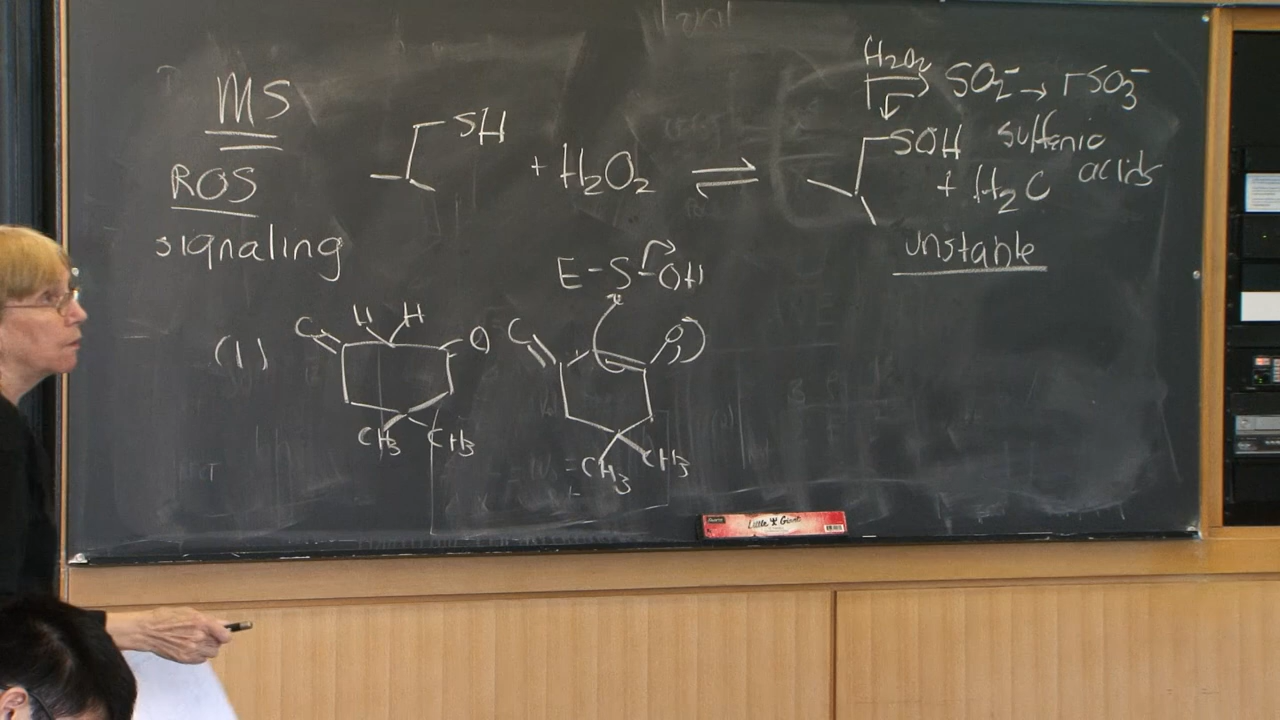 MS
ROS
signaling
SH
+ H₂O₂ ⇌
H₂O₂
SO₂⁻ → SO₃⁻
SOH sulfenic
acids
+ H₂O
unstable
E-S-OH
(1)
O H H O
CH₃ CH₃
O O
CH₃ CH₃
Little Giant